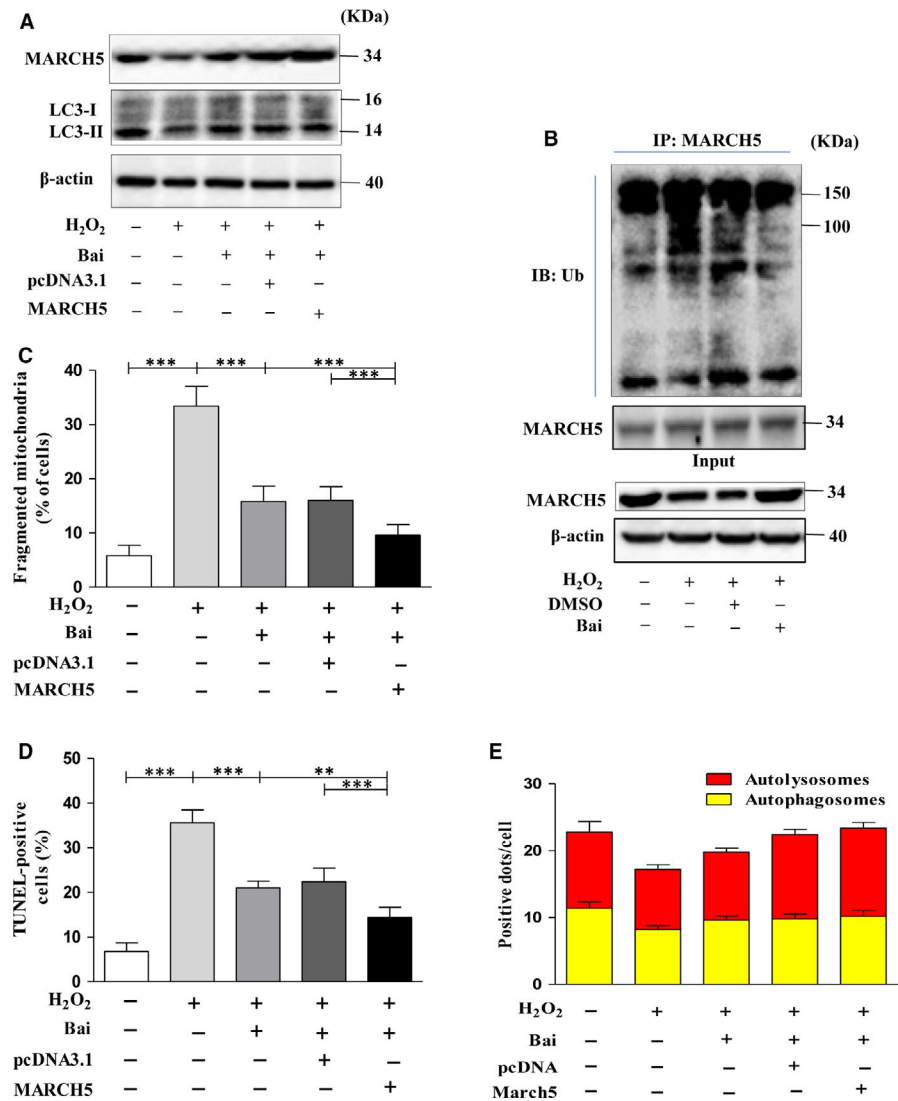 A
(KDa)
MARCH5
34
LC3-I
16
LC3-II
14
β-actin
40
H₂O₂ – + + + +
Bai – – + + +
pcDNA3.1 – – – + –
MARCH5 – – – – +
B
IP: MARCH5 (KDa)
150
100
IB: Ub
MARCH5
34
Input
MARCH5
34
β-actin
40
H₂O₂ – + + +
DMSO – – + –
Bai – – – +
C
*** *** ***
***
40
30
20
10
0
Fragmented mitochondria
(% of cells)
H₂O₂ – + + + +
Bai – – + + +
pcDNA3.1 – – – + –
MARCH5 – – – – +
D
*** *** **
***
50
40
30
20
10
0
TUNEL-positive
cells (%)
H₂O₂ – + + + +
Bai – – + + +
pcDNA3.1 – – – + –
MARCH5 – – – – +
E
Autolysosomes
Autophagosomes
30
20
10
0
Positive dots/cell
H₂O₂ – + + + +
Bai – – + + +
pcDNA – – – + –
March5 – – – – +